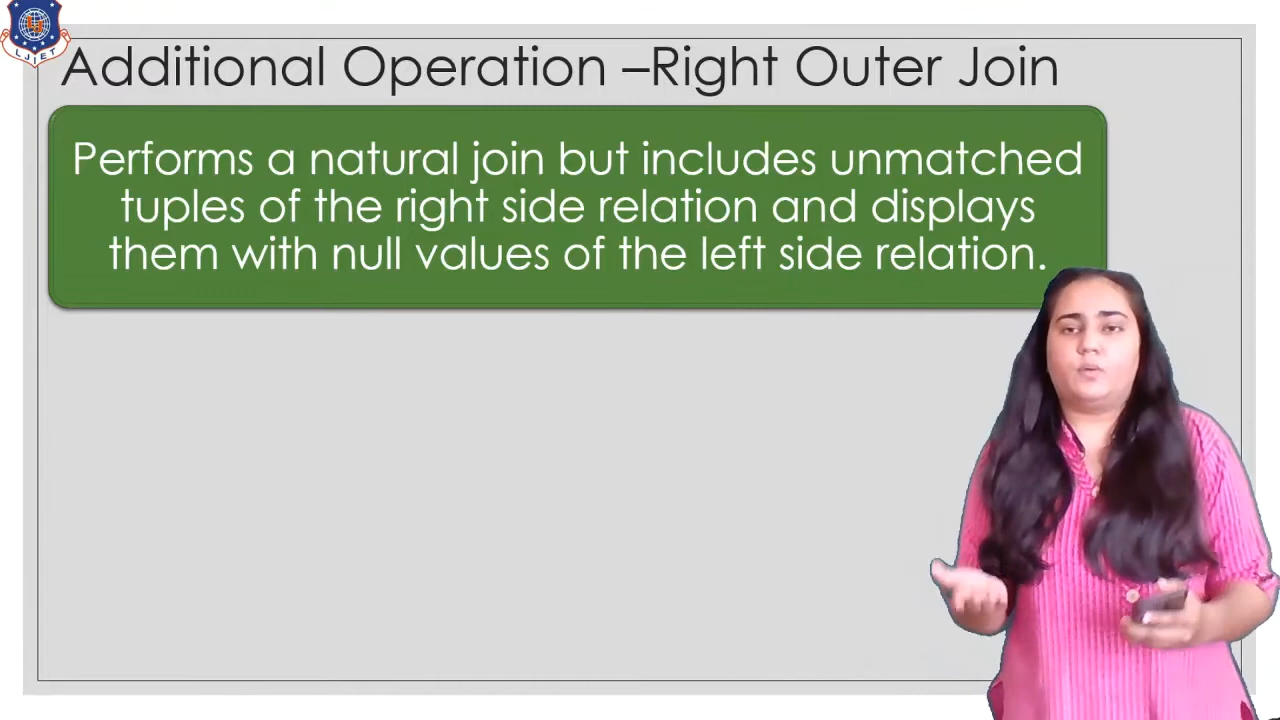 LJIET
Additional Operation –Right Outer Join
Performs a natural join but includes unmatched
tuples of the right side relation and displays
them with null values of the left side relation.